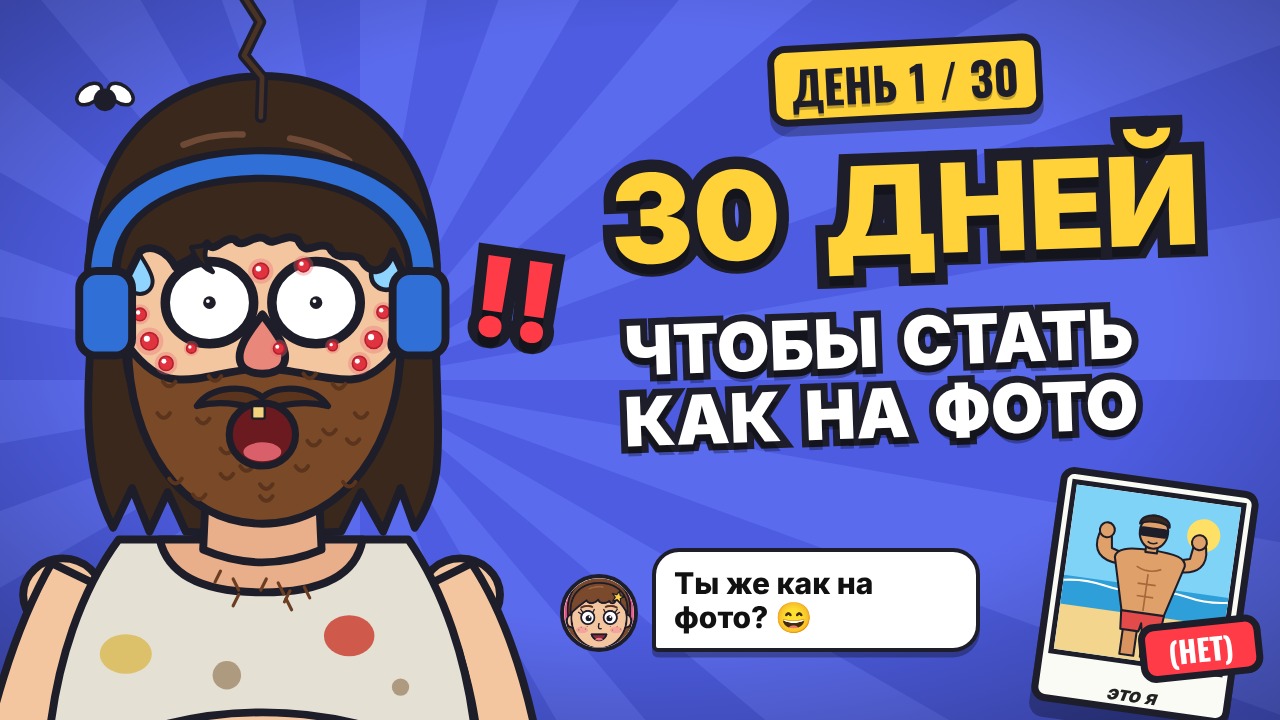 ДЕНЬ 1 / 30
30 ДНЕЙ
ЧТОБЫ СТАТЬ
КАК НА ФОТО
Ты же как на
фото? 😄
(НЕТ)
это я